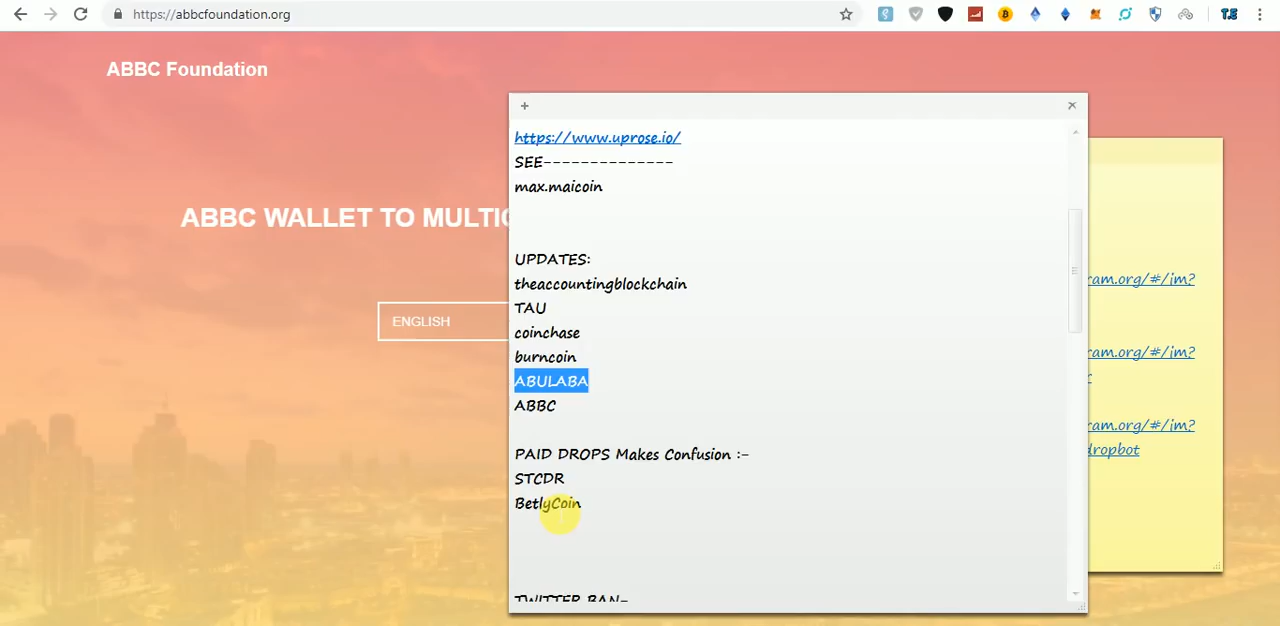 https://abbcfoundation.org
T.E
ABBC Foundation
ABBC WALLET TO
ENGLISH
https://www.uprose.io/
SEE--------------
max.maicoin
UPDATES:
theaccountingblockchain
TAU
coinchase
burncoin
ABULABA
ABBC
PAID DROPS Makes Confusion :-
STCDR
BetlyCoin
TWITTER BAN-
ram.org/#/im?
ram.org/#/im?
ram.org/#/im?
dropbot